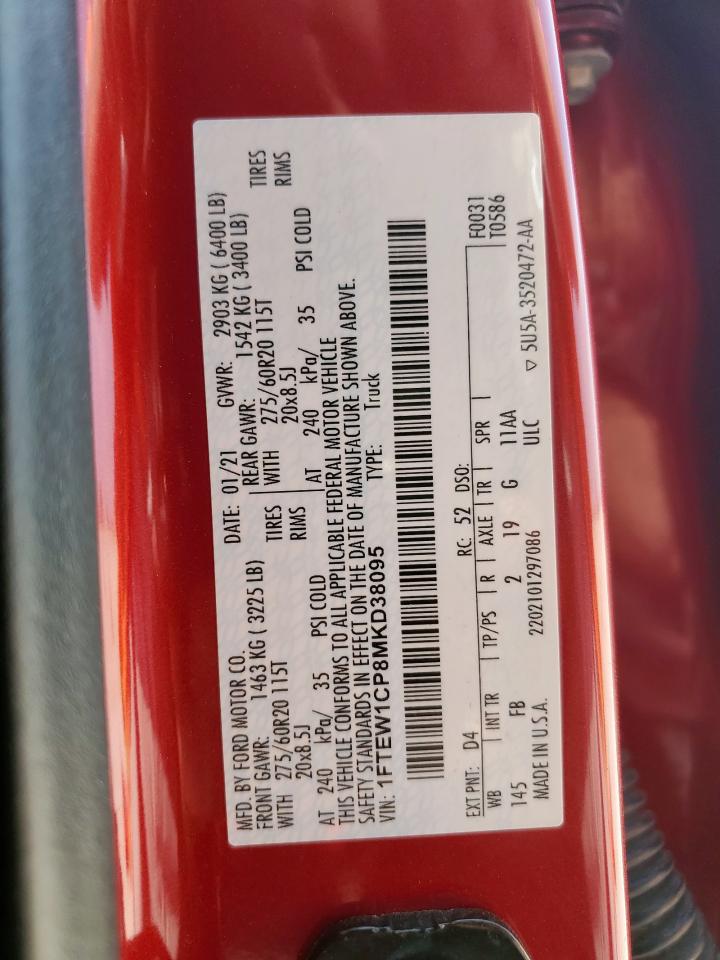 MFD. BY FORD MOTOR CO.
DATE: 01/21 GVWR: 2903 KG ( 6400 LB)
FRONT GAWR: 1463 KG ( 3225 LB) REAR GAWR: 1542 KG ( 3400 LB)
WITH 275/60R20 115T TIRES WITH 275/60R20 115T TIRES
20x8.5J RIMS 20x8.5J RIMS
AT 240 kPa/ 35 PSI COLD AT 240 kPa/ 35 PSI COLD
THIS VEHICLE CONFORMS TO ALL APPLICABLE FEDERAL MOTOR VEHICLE
SAFETY STANDARDS IN EFFECT ON THE DATE OF MANUFACTURE SHOWN ABOVE.
VIN: 1FTEW1CP8MKD38095 TYPE: Truck
EXT PNT: D4 RC: 52 DSO: F0031
WB INT TR TP/PS R AXLE TR SPR T0586
145 FB 2 19 G 11AA
2202101297086 ULC
MADE IN U.S.A. ▽ 5U5A-3520472-AA